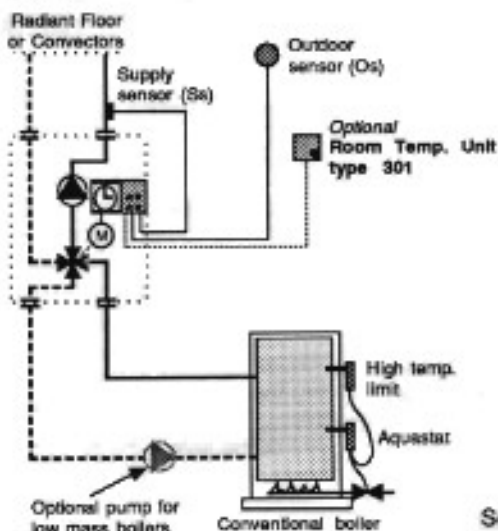 Radiant Floor
or Convectors
Outdoor
sensor (Os)
Supply
sensor (Ss)
Optional
Room Temp. Unit
type 301
M
High temp.
limit
Aquastat
Optional pump for
low mass boilers
Conventional boiler